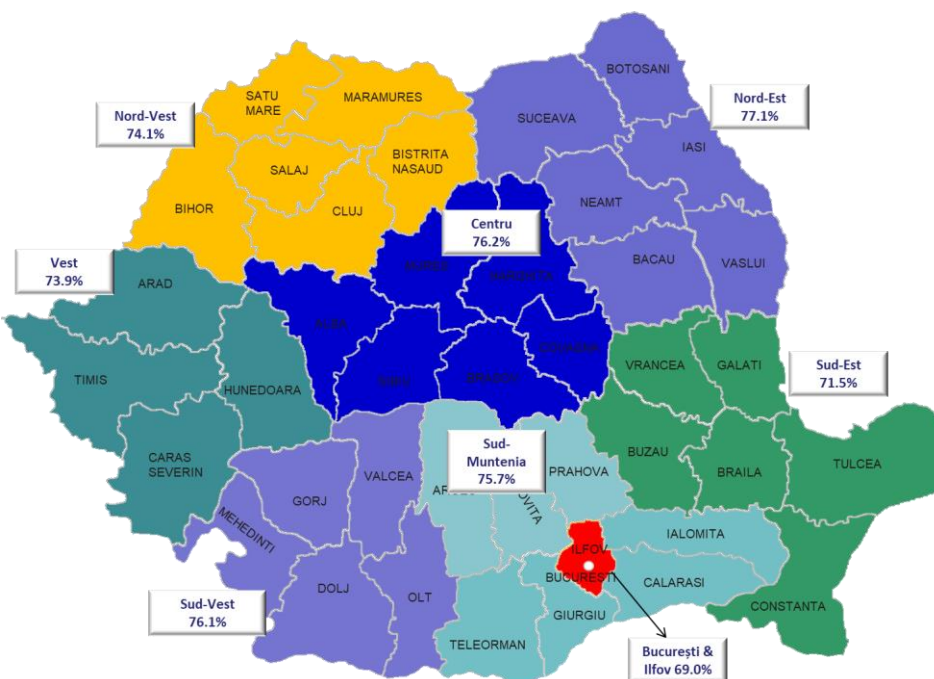 BOTOSANI
SATU
MARE
MARAMURES
Nord-Vest
74.1%
Nord-Est
77.1%
SUCEAVA
IASI
BISTRITA
NASAUD
SALAJ
NEAMT
BIHOR
CLUJ
Centru
76.2%
Vest
73.9%
BACAU
VASLUI
ARAD
MURES
HARGHITA
ALBA
COVASNA
VRANCEA
GALATI
Sud-Est
71.5%
TIMIS
HUNEDOARA
SIBIU
BRASOV
Sud-
Muntenia
75.7%
CARAS
SEVERIN
VALCEA
PRAHOVA
BUZAU
BRAILA
TULCEA
GORJ
MEHEDINTI
IALOMITA
ILFOV
BUCURESTI
CALARASI
DOLJ
OLT
Sud-Vest
76.1%
GIURGIU
CONSTANTA
TELEORMAN
București &
Ilfov 69.0%